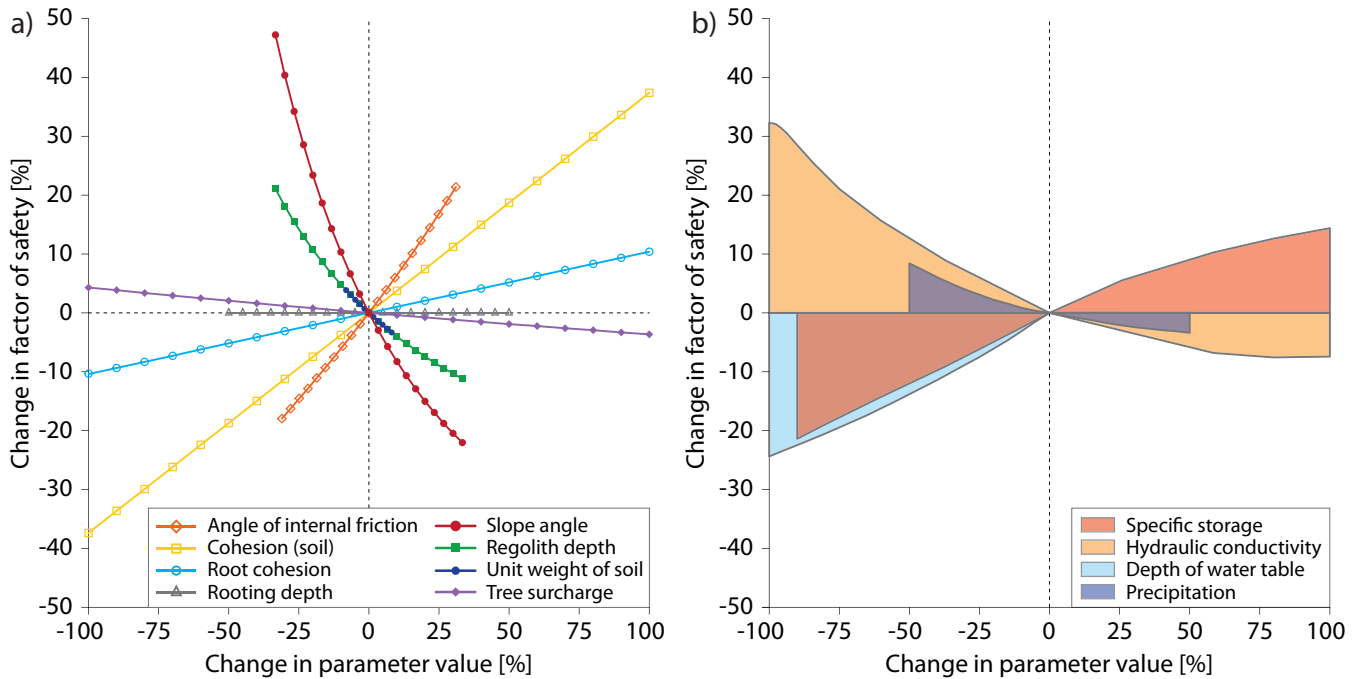 a)
Change in factor of safety [%]
50
40
30
20
10
0
-10
-20
-30
-40
-50
-100
-75
-50
-25
0
25
50
75
100
Change in parameter value [%]
Angle of internal friction
Cohesion (soil)
Root cohesion
Rooting depth
Slope angle
Regolith depth
Unit weight of soil
Tree surcharge
b)
Change in factor of safety [%]
50
40
30
20
10
0
-10
-20
-30
-40
-50
-100
-75
-50
-25
0
25
50
75
100
Change in parameter value [%]
Specific storage
Hydraulic conductivity
Depth of water table
Precipitation